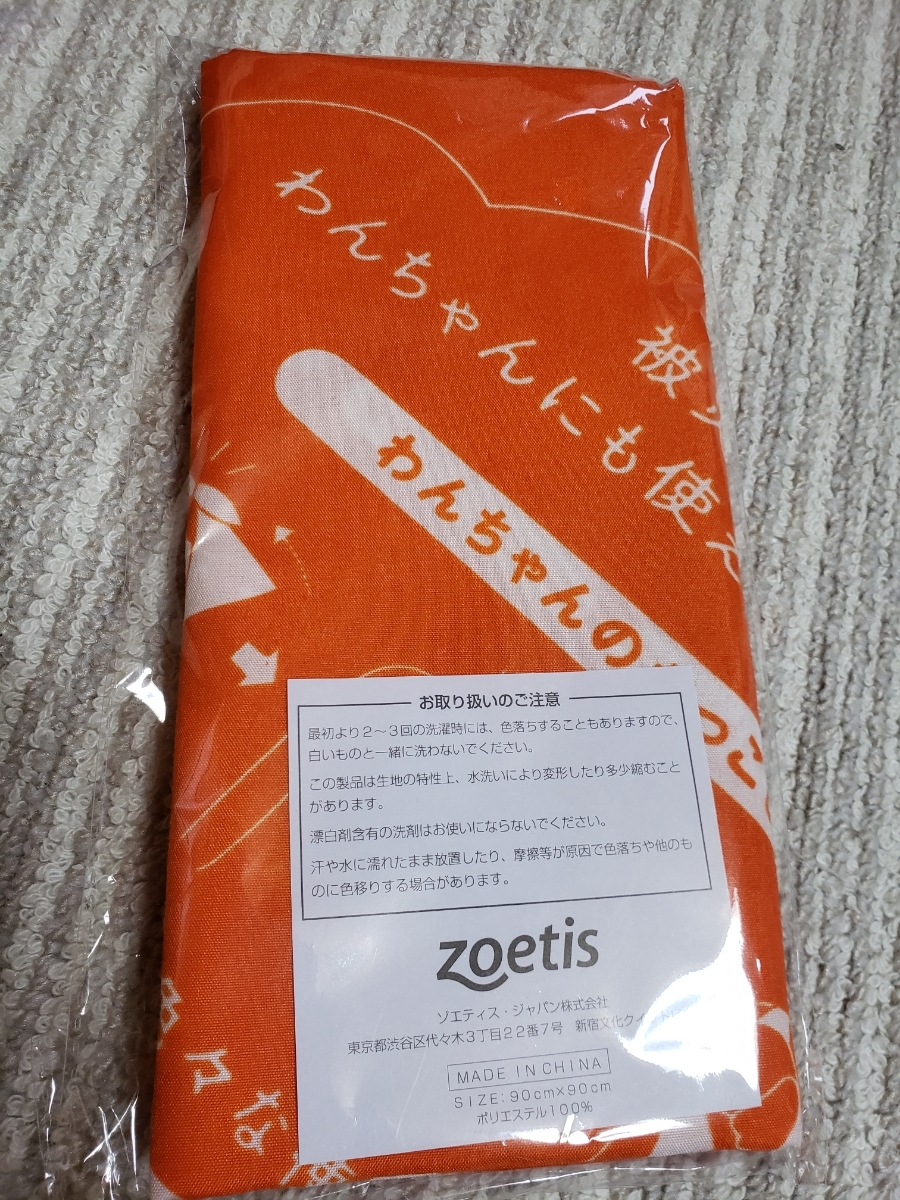 わんちゃんにも使え
被
わんちゃんの
お取り扱いのご注意
最初より2〜3回の洗濯時には、色落ちすることもありますので、
白いものと一緒に洗わないでください。
この製品は生地の特性上、水洗いにより変形したり多少縮むこと
があります。
漂白剤含有の洗剤はお使いにならないでください。
汗や水に濡れたまま放置したり、摩擦等が原因で色落ちや他のも
のに色移りする場合があります。
zoetis
ソエティス・ジャパン株式会社
東京都渋谷区代々木3丁目22番7号 新宿文化クイント
MADE IN CHINA
SIZE:90cm×90cm
ポリエステル100%